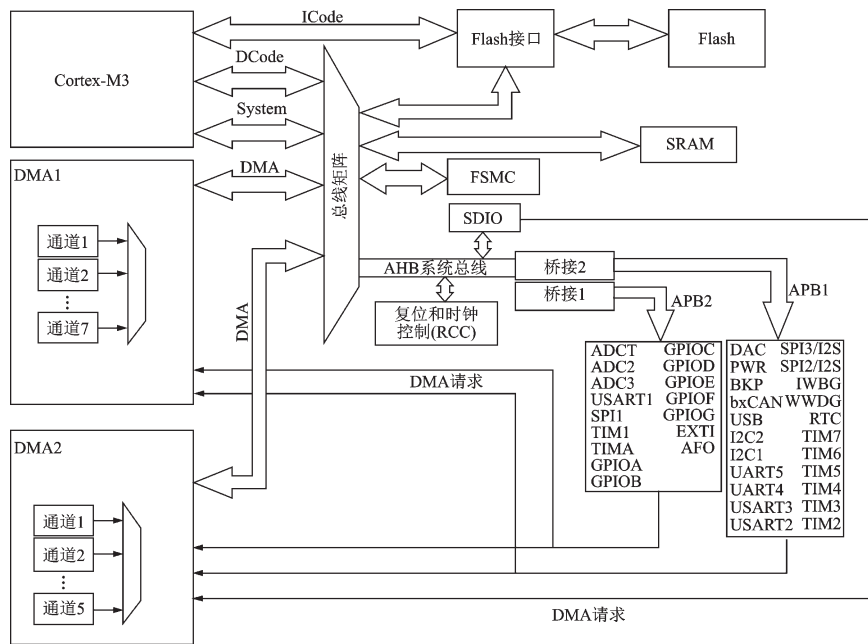 ICode
Cortex-M3
DCode
System
Flash接口
Flash
SRAM
FSMC
SDIO
DMA1
DMA
通道1
通道2
⋮
通道7
总线矩阵
AHB系统总线
桥接2
桥接1
复位和时钟
控制(RCC)
APB2
APB1
DMA
DMA请求
ADCT GPIOC
ADC2 GPIOD
ADC3 GPIOE
USART1 GPIOF
SPI1 GPIOG
TIM1 EXTI
TIMA AFO
GPIOA
GPIOB
DAC SPI3/I2S
PWR SPI2/I2S
BKP IWBG
bxCAN WWDG
USB RTC
I2C2 TIM7
I2C1 TIM6
UART5 TIM5
UART4 TIM4
USART3 TIM3
USART2 TIM2
DMA2
通道1
通道2
⋮
通道5
DMA请求